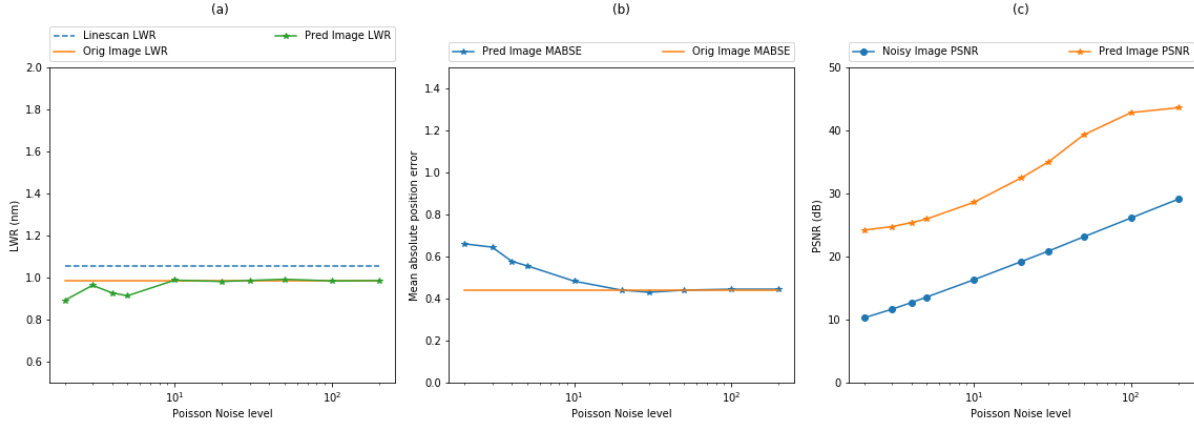 (a)
Linescan LWR
Orig Image LWR
Pred Image LWR
2.0
1.8
1.6
1.4
1.2
1.0
0.8
0.6
LWR (nm)
10¹
10²
Poisson Noise level
(b)
Pred Image MABSE
Orig Image MABSE
1.4
1.2
1.0
0.8
0.6
0.4
0.2
0.0
Mean absolute position error
10¹
10²
Poisson Noise level
(c)
Noisy Image PSNR
Pred Image PSNR
50
40
30
20
10
0
PSNR (dB)
10¹
10²
Poisson Noise level